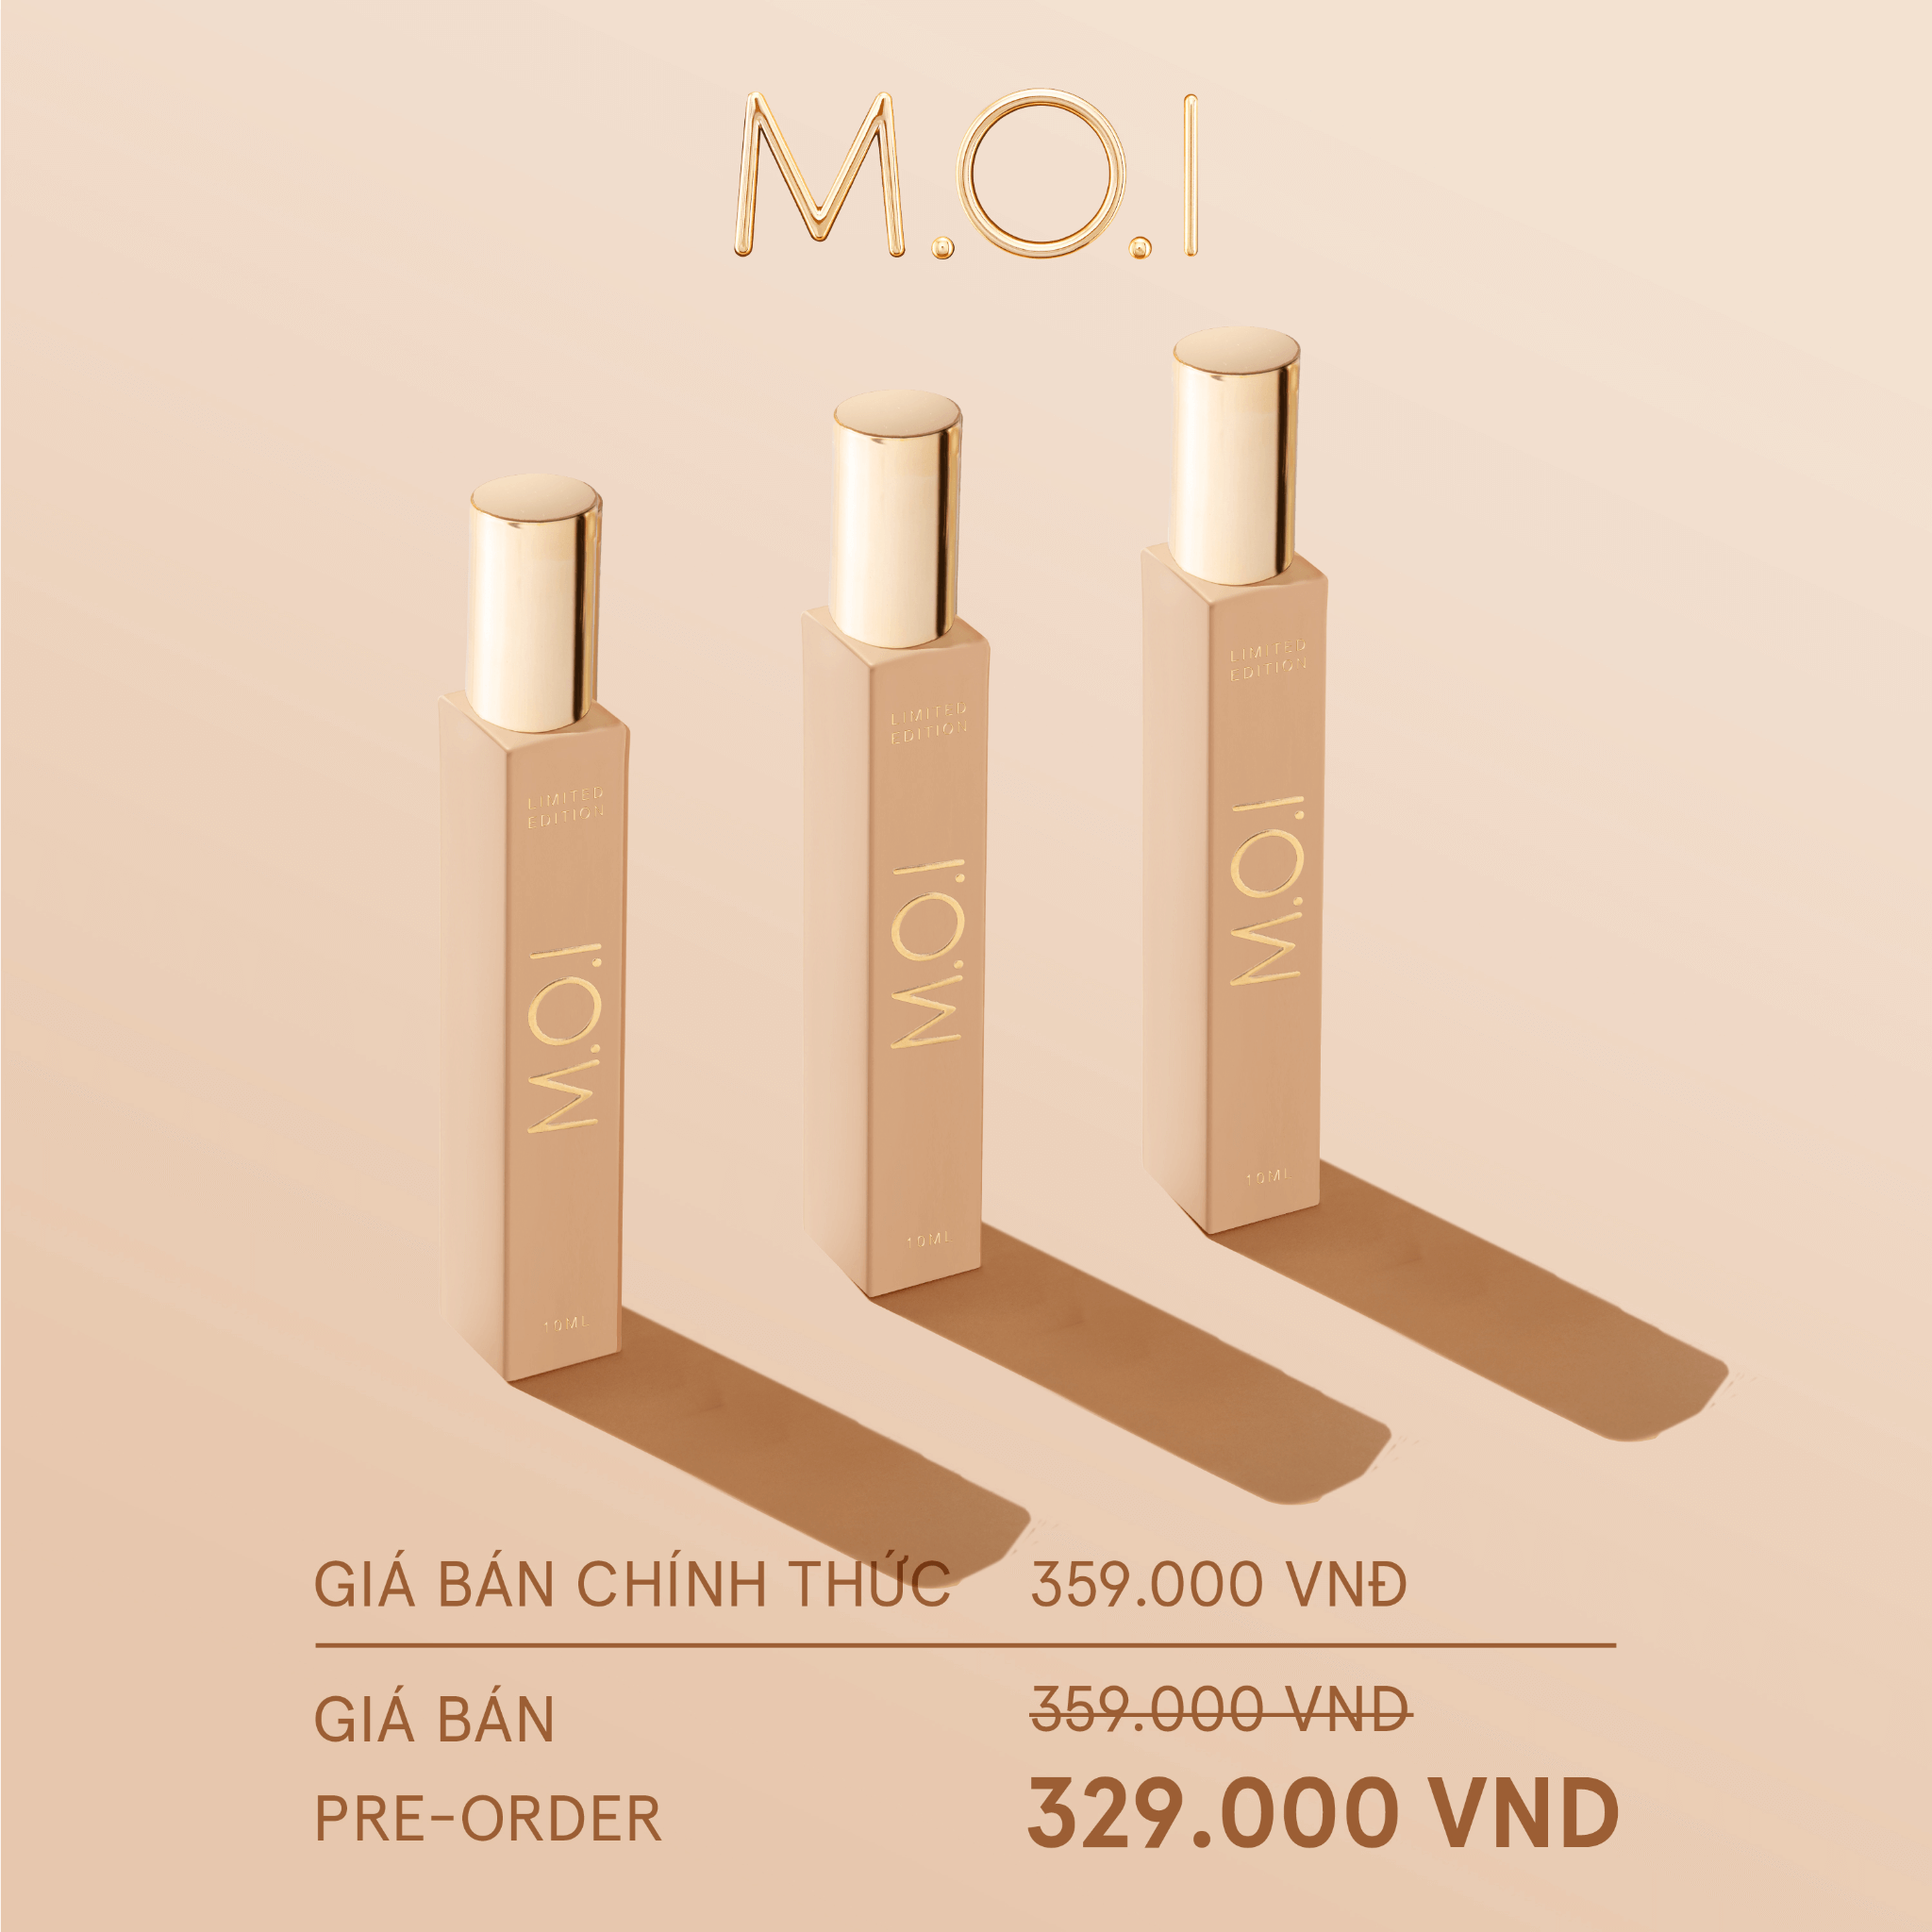 M.O.I
LIMITED
EDITION
M.O.I
10ML
LIMITED
EDITION
M.O.I
10ML
LIMITED
EDITION
M.O.I
10ML
GIÁ BÁN CHÍNH THỨC 359.000 VNĐ
GIÁ BÁN 359.000 VND
PRE-ORDER 329.000 VND